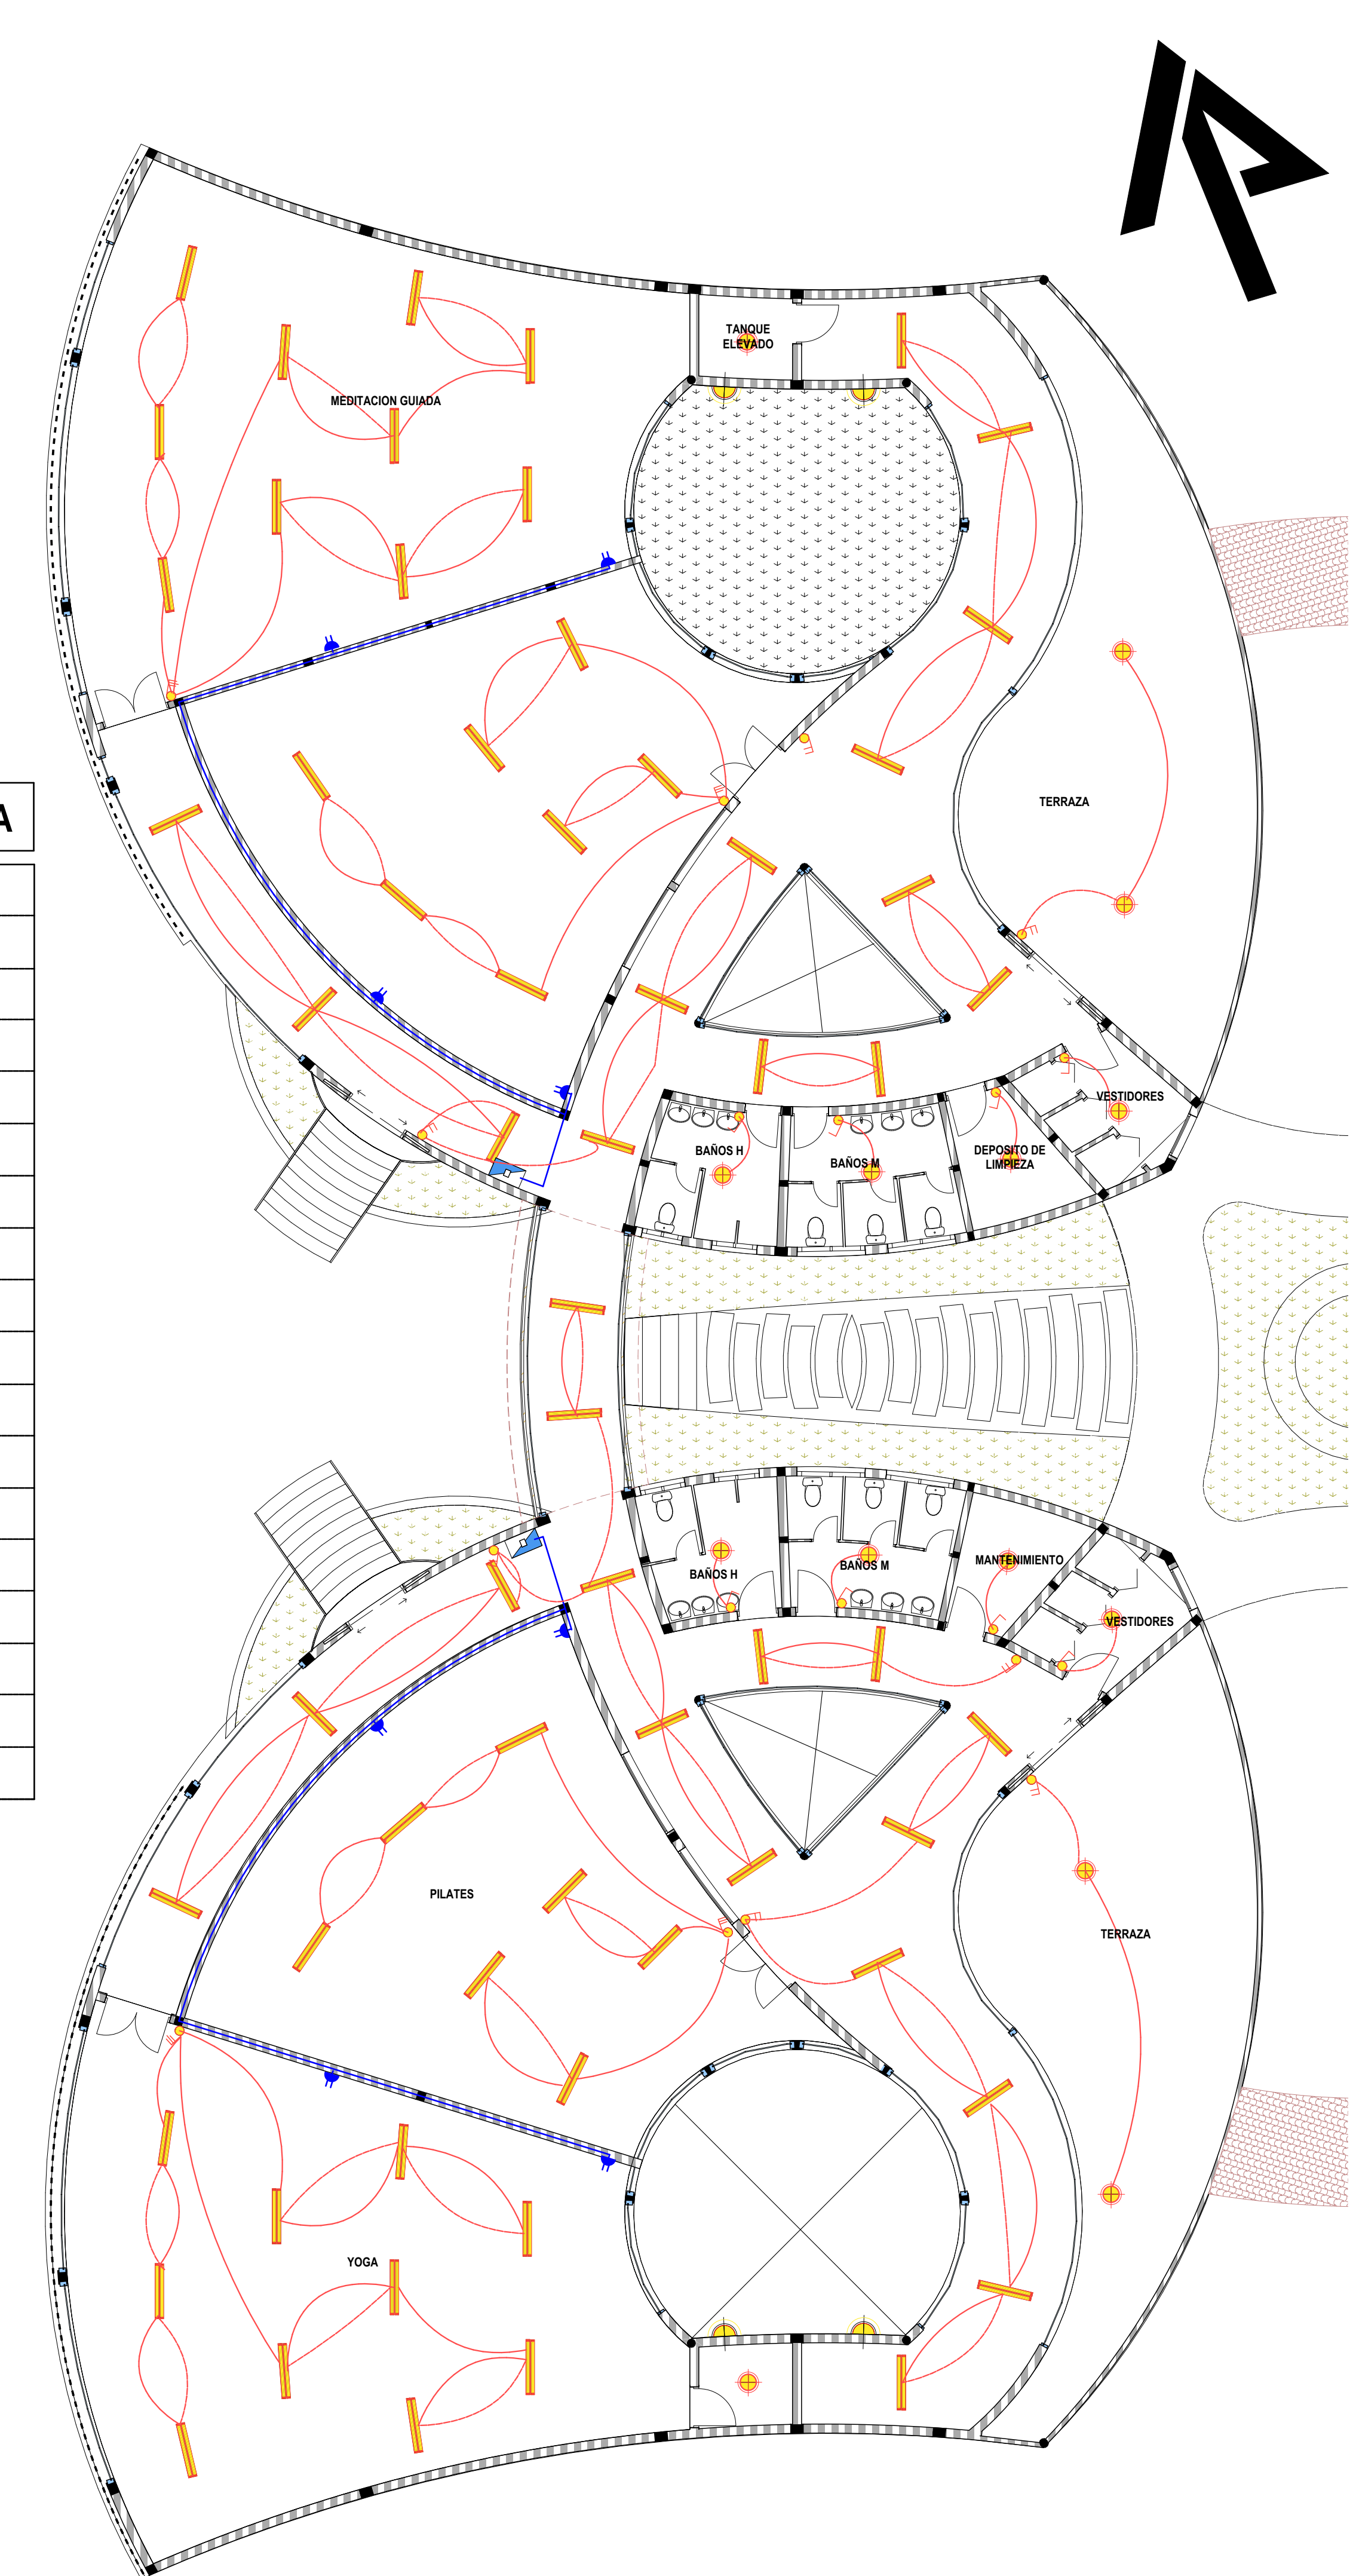 TANQUE
ELEVADO
MEDITACION GUIADA
TERRAZA
A
VESTIDORES
BAÑOS H
BAÑOS M
DEPOSITO DE
LIMPIEZA
MANTENIMIENTO
BAÑOS M
BAÑOS H
VESTIDORES
PILATES
TERRAZA
YOGA